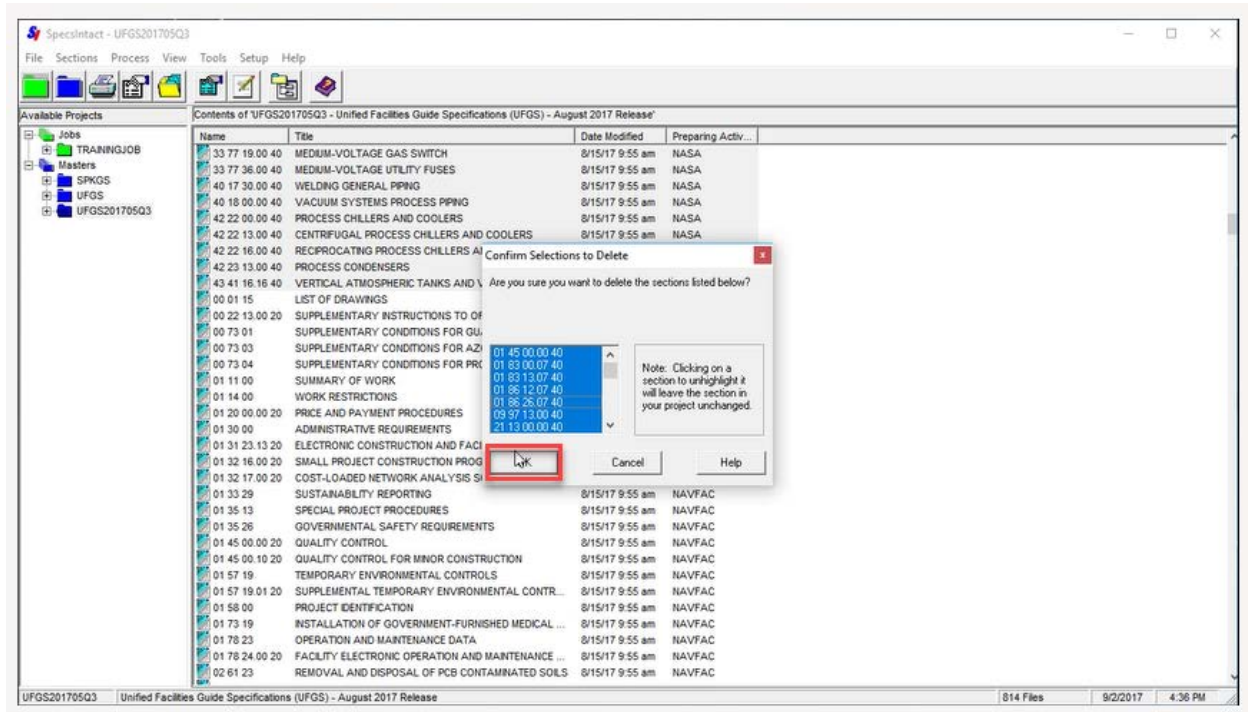 SpecsIntact - UFGS201705Q3
File Sections Process View Tools Setup Help
Available Projects
Contents of 'UFGS201705Q3 - Unified Facilities Guide Specifications (UFGS) - August 2017 Release'
Jobs
TRAININGJOB
Masters
SPKGS
UFGS
UFGS201705Q3
Name Title Date Modified Preparing Activ...
33 77 19.00 40 MEDIUM-VOLTAGE GAS SWITCH 8/15/17 9:55 am NASA
33 77 36.00 40 MEDIUM-VOLTAGE UTILITY FUSES 8/15/17 9:55 am NASA
40 17 30.00 40 WELDING GENERAL PIPING 8/15/17 9:55 am NASA
40 18 00.00 40 VACUUM SYSTEMS PROCESS PIPING 8/15/17 9:55 am NASA
42 22 00.00 40 PROCESS CHILLERS AND COOLERS 8/15/17 9:55 am NASA
42 22 13.00 40 CENTRIFUGAL PROCESS CHILLERS AND COOLERS 8/15/17 9:55 am NASA
42 22 16.00 40 RECIPROCATING PROCESS CHILLERS A
42 23 13.00 40 PROCESS CONDENSERS
43 41 16.16 40 VERTICAL ATMOSPHERIC TANKS AND V
00 01 15 LIST OF DRAWINGS
00 22 13.00 20 SUPPLEMENTARY INSTRUCTIONS TO OF
00 73 01 SUPPLEMENTARY CONDITIONS FOR GU
00 73 03 SUPPLEMENTARY CONDITIONS FOR AZ
00 73 04 SUPPLEMENTARY CONDITIONS FOR PR
01 11 00 SUMMARY OF WORK
01 14 00 WORK RESTRICTIONS
01 20 00.00 20 PRICE AND PAYMENT PROCEDURES
01 30 00 ADMINISTRATIVE REQUIREMENTS
01 31 23.13 20 ELECTRONIC CONSTRUCTION AND FACI
01 32 16.00 20 SMALL PROJECT CONSTRUCTION PROG
01 32 17.00 20 COST-LOADED NETWORK ANALYSIS S
01 33 29 SUSTAINABILITY REPORTING 8/15/17 9:55 am NAVFAC
01 35 13 SPECIAL PROJECT PROCEDURES 8/15/17 9:55 am NAVFAC
01 35 26 GOVERNMENTAL SAFETY REQUIREMENTS 8/15/17 9:55 am NAVFAC
01 45 00.00 20 QUALITY CONTROL 8/15/17 9:55 am NAVFAC
01 45 00.10 20 QUALITY CONTROL FOR MINOR CONSTRUCTION 8/15/17 9:55 am NAVFAC
01 57 19 TEMPORARY ENVIRONMENTAL CONTROLS 8/15/17 9:55 am NAVFAC
01 57 19.01 20 SUPPLEMENTAL TEMPORARY ENVIRONMENTAL CONTR... 8/15/17 9:55 am NAVFAC
01 58 00 PROJECT IDENTIFICATION 8/15/17 9:55 am NAVFAC
01 73 19 INSTALLATION OF GOVERNMENT-FURNISHED MEDICAL ... 8/15/17 9:55 am NAVFAC
01 78 23 OPERATION AND MAINTENANCE DATA 8/15/17 9:55 am NAVFAC
01 78 24.00 20 FACILITY ELECTRONIC OPERATION AND MAINTENANCE ... 8/15/17 9:55 am NAVFAC
02 61 23 REMOVAL AND DISPOSAL OF PCB CONTAMINATED SOILS 8/15/17 9:55 am NAVFAC
Confirm Selections to Delete
Are you sure you want to delete the sections listed below?
01 45 00.00 40
01 83 00.07 40
01 83 13.07 40
01 86 12.07 40
01 86 26.07 40
09 97 13.00 40
21 13 00.00 40
Note: Clicking on a
section to unhighlight it
will leave the section in
your project unchanged.
OK Cancel Help
UFGS201705Q3 Unified Facilities Guide Specifications (UFGS) - August 2017 Release 814 Files 9/2/2017 4:36 PM